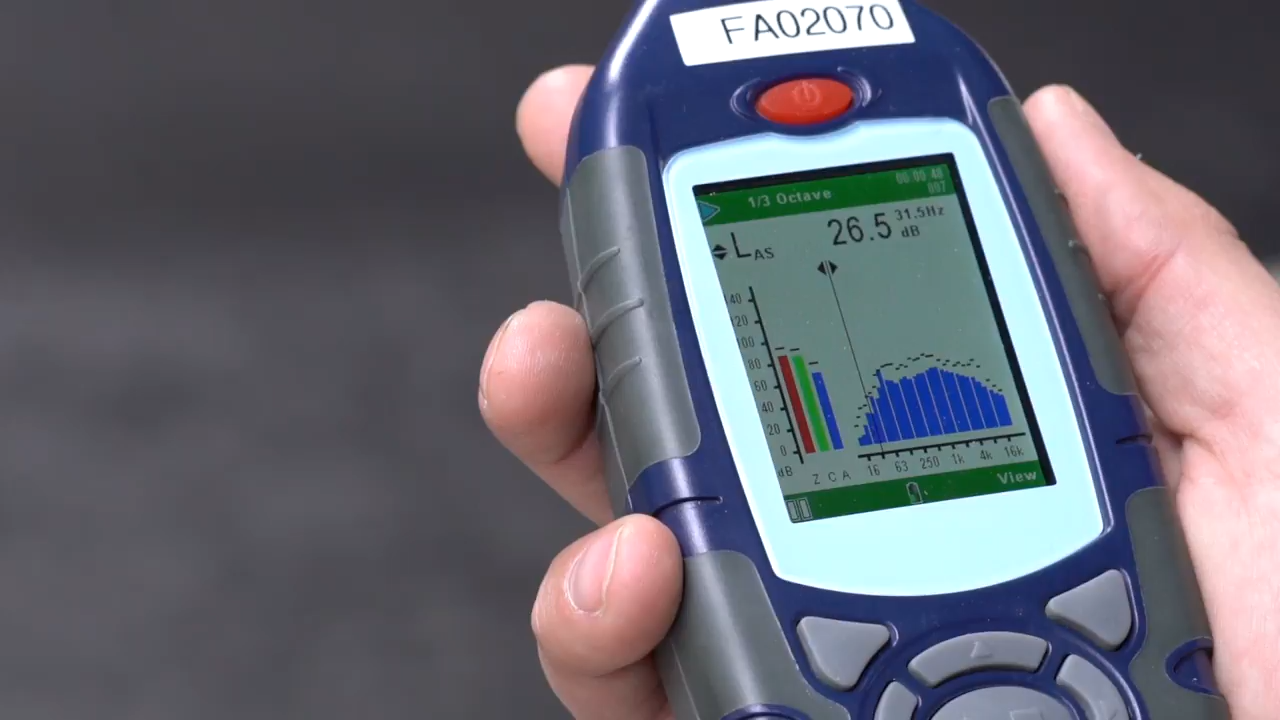 FA02070
1/3 Octave
00:00:48
007
LAS
26.5 31.5Hz
dB
140
120
100
80
60
40
20
0
dB
Z C A
16 63 250 1k 4k 16k
View